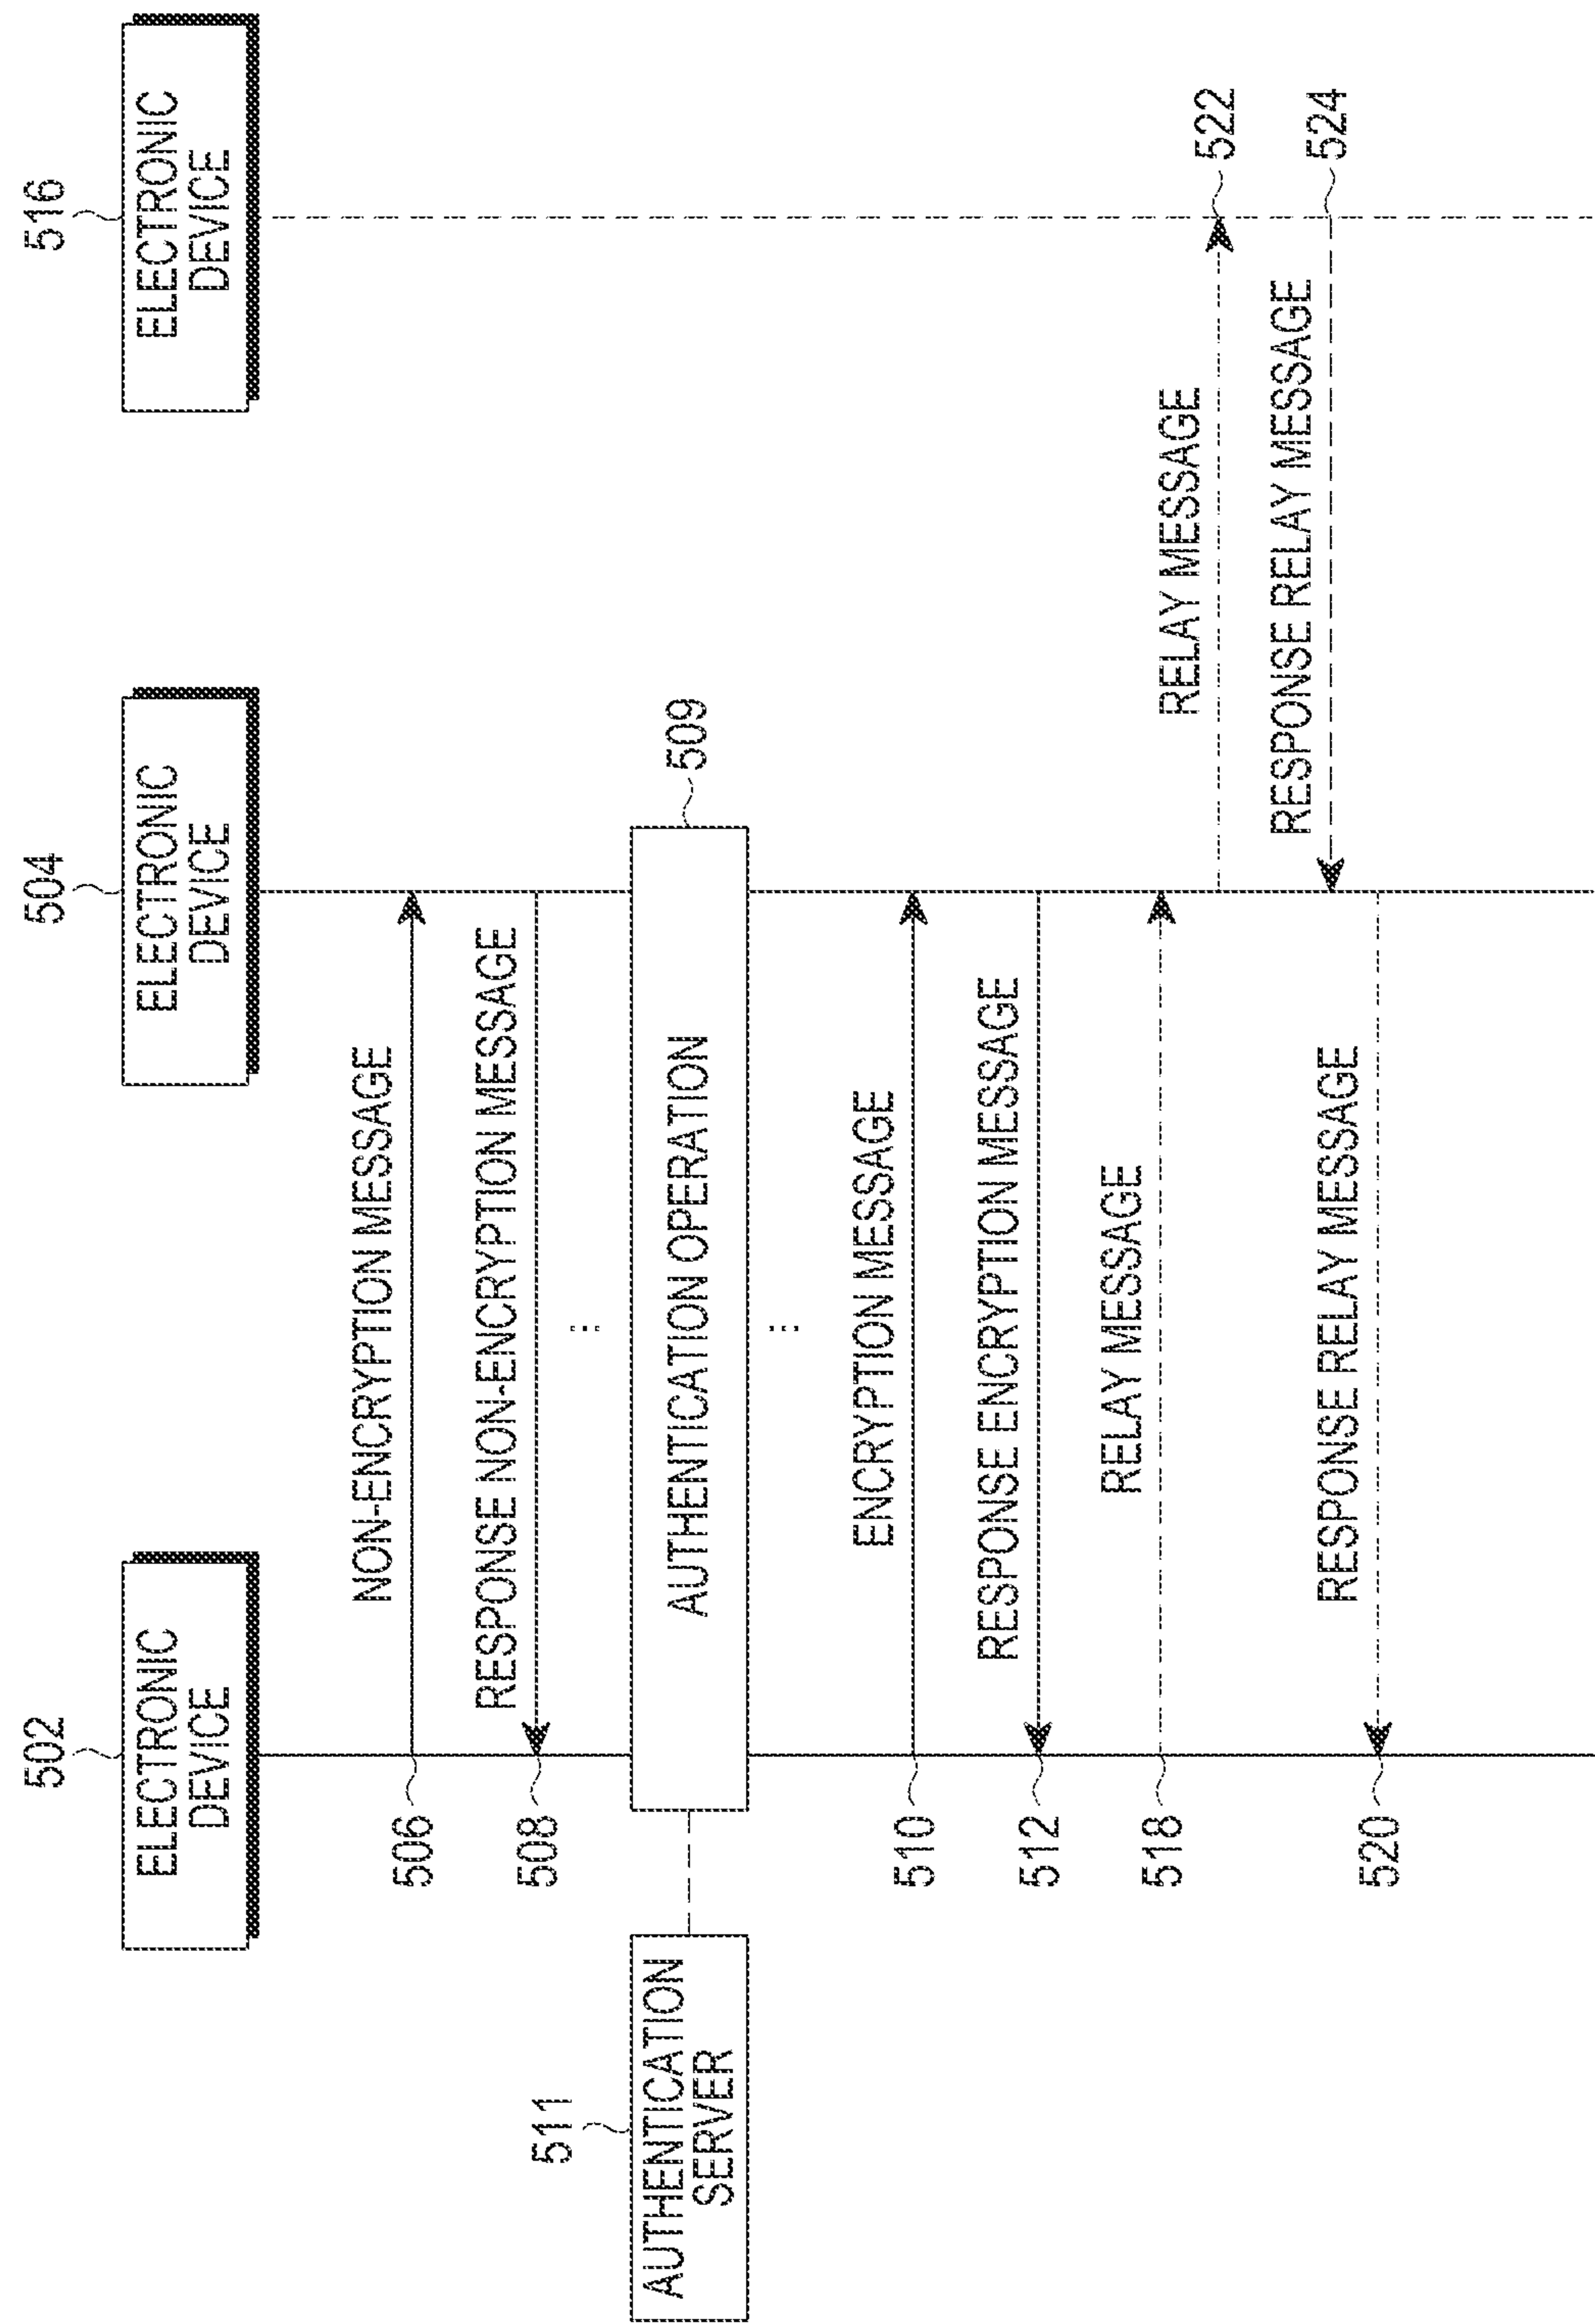 502
ELECTRONIC
DEVICE
504
ELECTRONIC
DEVICE
516
ELECTRONIC
DEVICE
NON-ENCRYPTION MESSAGE
506
RESPONSE NON-ENCRYPTION MESSAGE
508
...
511
AUTHENTICATION
SERVER
AUTHENTICATION OPERATION
509
...
ENCRYPTION MESSAGE
510
RESPONSE ENCRYPTION MESSAGE
512
RELAY MESSAGE
518
RELAY MESSAGE
522
RESPONSE RELAY MESSAGE
524
RESPONSE RELAY MESSAGE
520